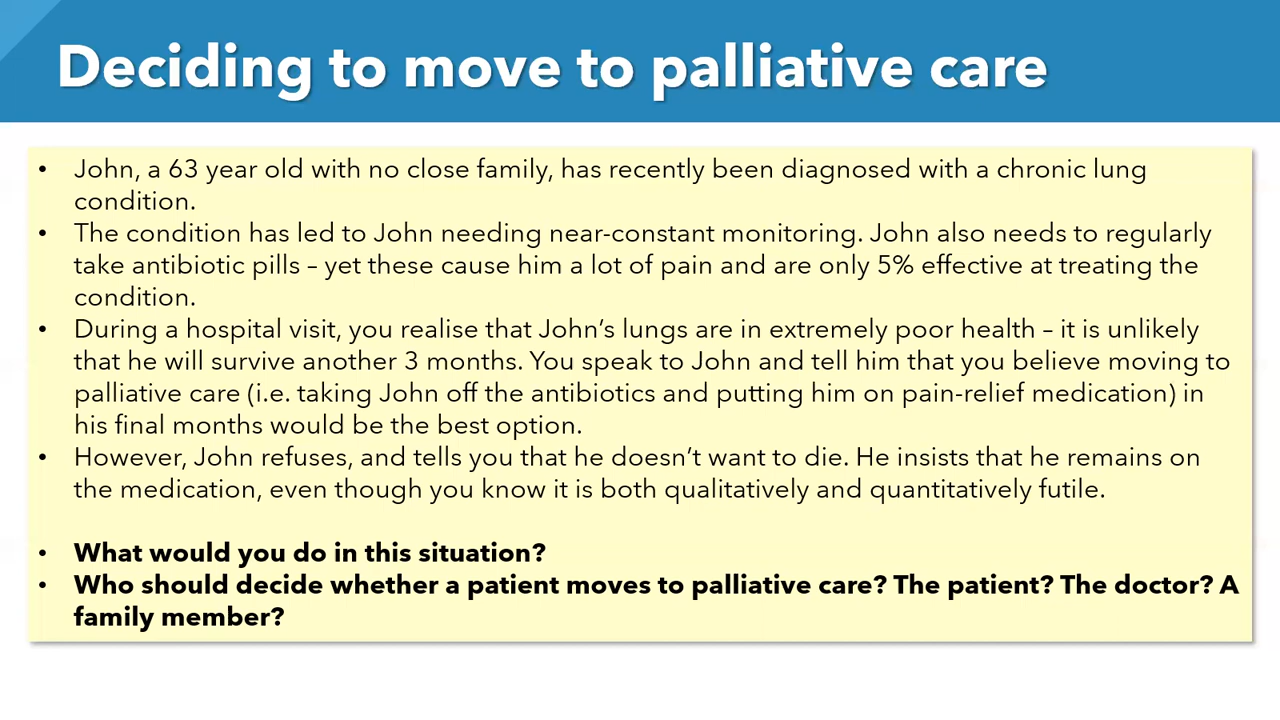 Deciding to move to palliative care
• John, a 63 year old with no close family, has recently been diagnosed with a chronic lung
condition.
• The condition has led to John needing near-constant monitoring. John also needs to regularly
take antibiotic pills – yet these cause him a lot of pain and are only 5% effective at treating the
condition.
• During a hospital visit, you realise that John’s lungs are in extremely poor health – it is unlikely
that he will survive another 3 months. You speak to John and tell him that you believe moving to
palliative care (i.e. taking John off the antibiotics and putting him on pain-relief medication) in
his final months would be the best option.
• However, John refuses, and tells you that he doesn’t want to die. He insists that he remains on
the medication, even though you know it is both qualitatively and quantitatively futile.
• What would you do in this situation?
• Who should decide whether a patient moves to palliative care? The patient? The doctor? A
family member?